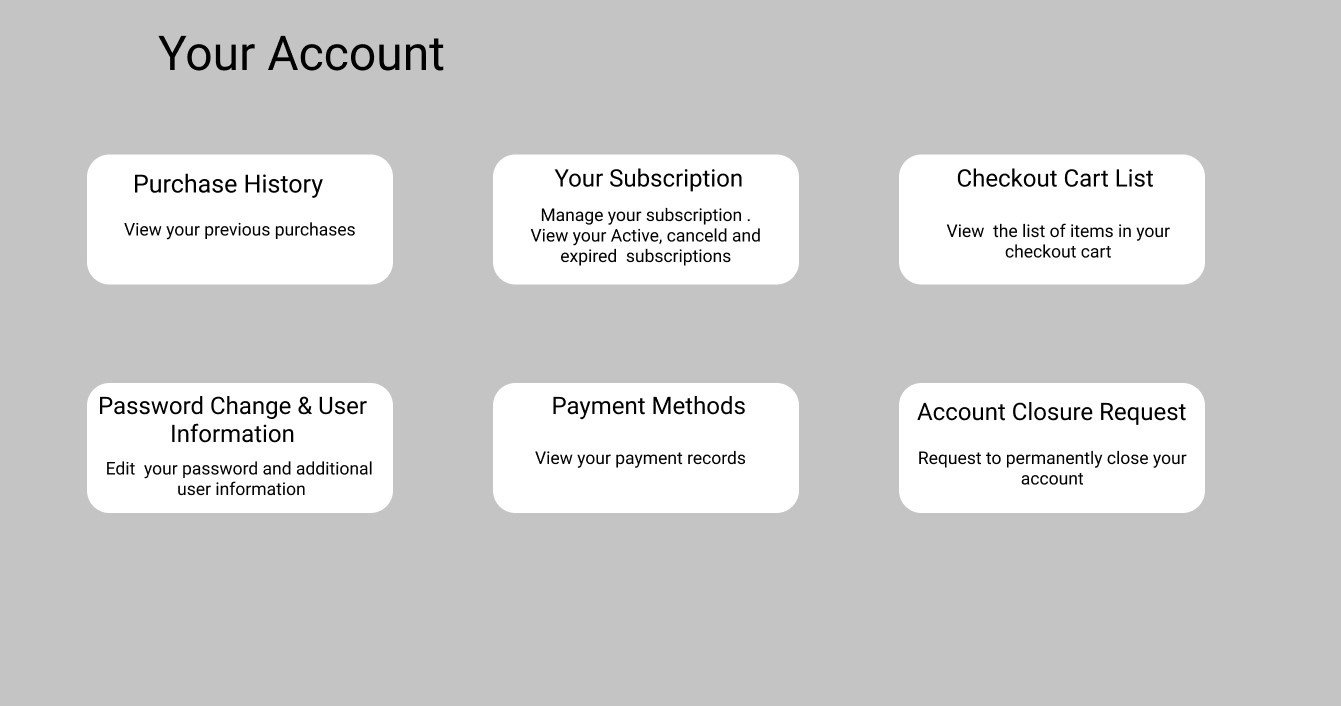 Your Account
Purchase History
View your previous purchases
Your Subscription
Manage your subscription .
View your Active, canceld and
expired  subscriptions
Checkout Cart List
View  the list of items in your
checkout cart
Password Change & User
Information
Edit  your password and additional
user information
Payment Methods
View your payment records
Account Closure Request
Request to permanently close your
account